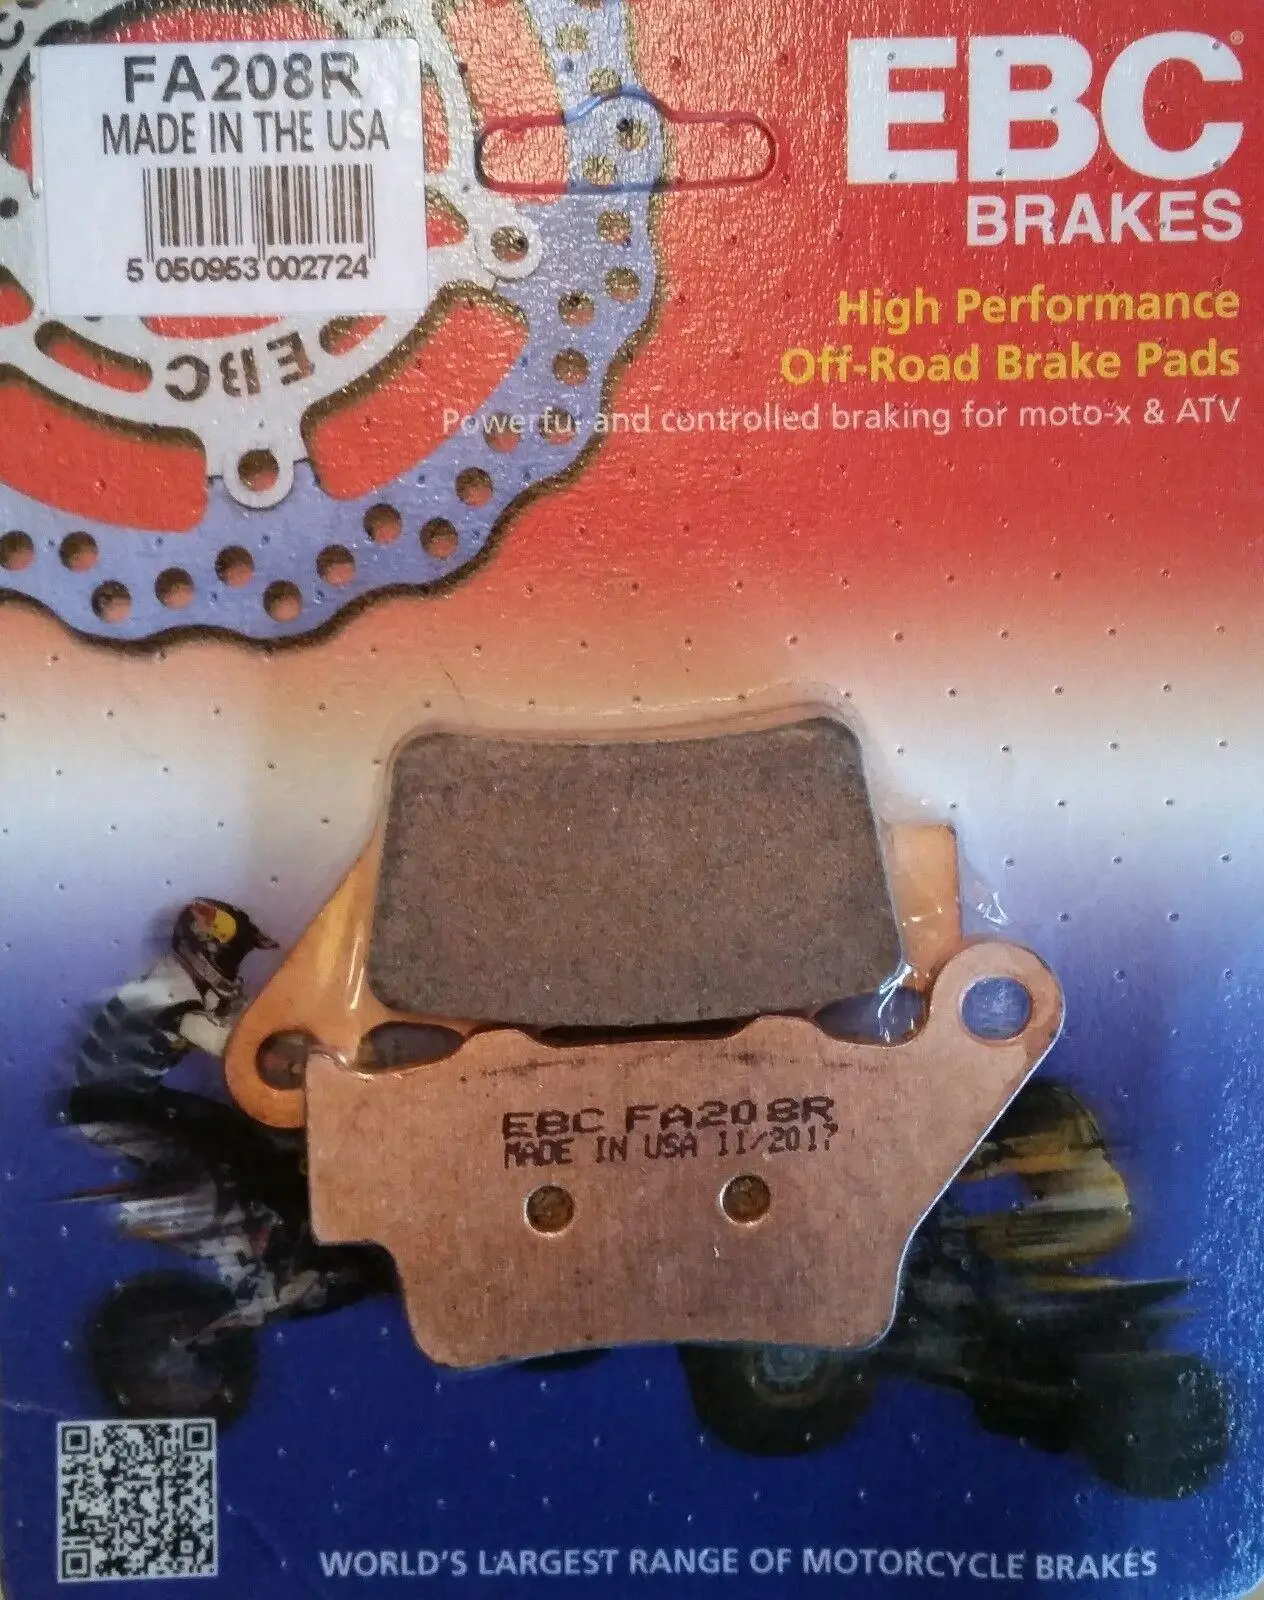 FA208R
MADE IN THE USA
5 050953 002724
EBC
EBC®
BRAKES
High Performance
Off-Road Brake Pads
Powerful and controlled braking for moto-x & ATV
EBC FA208R
MADE IN USA 11/2017
WORLD'S LARGEST RANGE OF MOTORCYCLE BRAKES